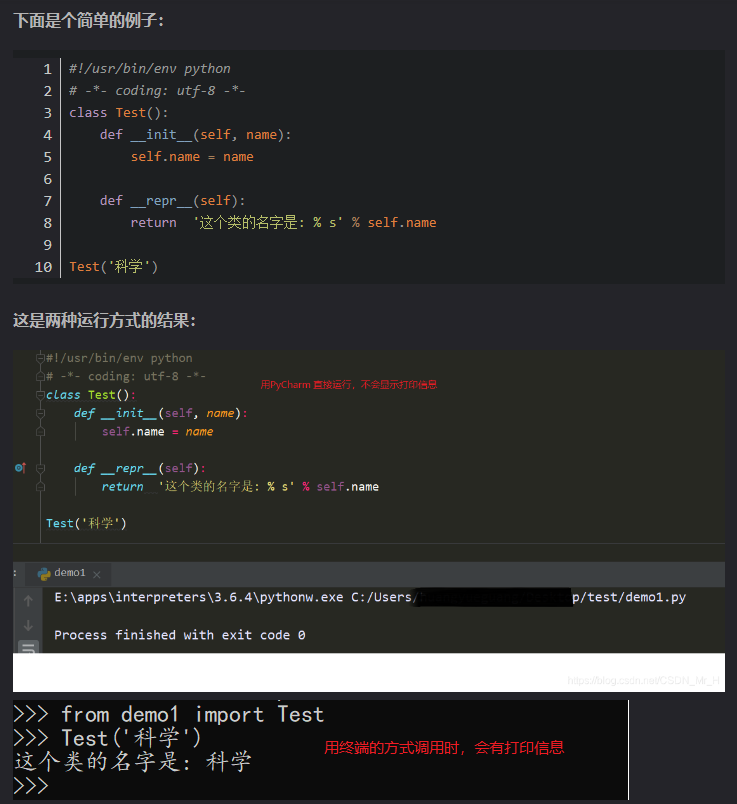 下面是个简单的例子:
1 #!/usr/bin/env python
2 # -*- coding: utf-8 -*-
3 class Test():
4 def __init__(self, name):
5 self.name = name
6
7 def __repr__(self):
8 return '这个类的名字是: % s' % self.name
9
10 Test('科学')
这是两种运行方式的结果:
#!/usr/bin/env python
# -*- coding: utf-8 -*-
用PyCharm 直接运行, 不会显示打印信息
class Test():
def __init__(self, name):
self.name = name
def __repr__(self):
return '这个类的名字是: % s' % self.name
Test('科学')
: demo1 ×
E:\apps\interpreters\3.6.4\pythonw.exe C:/Users/ p/test/demo1.py
Process finished with exit code 0
https://blog.csdn.net/CSDN_Mr_H
>>> from demo1 import Test
>>> Test('科学')
这个类的名字是: 科学
用终端的方式调用时, 会有打印信息
>>>